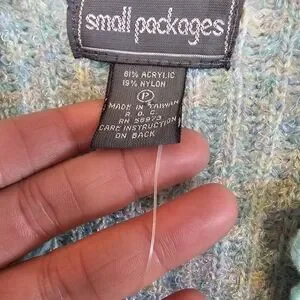 small packages
81% ACRYLIC
19% NYLON
P
MADE IN TAIWAN
R. O. C.
RN 58973
CARE INSTRUCTION
ON BACK